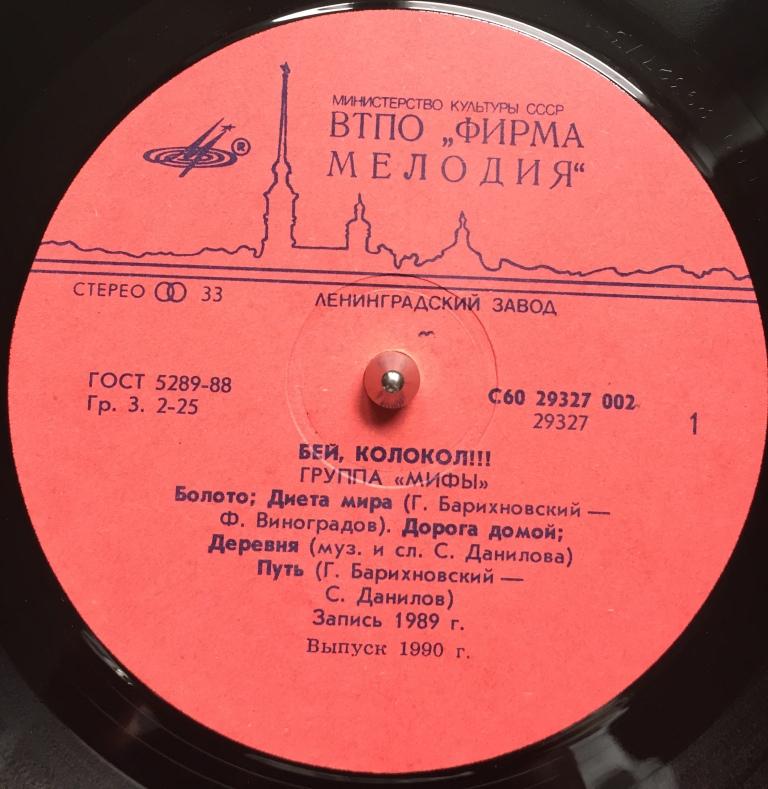 МИНИСТЕРСТВО КУЛЬТУРЫ СССР
ВТПО „ФИРМА
МЕЛОДИЯ“
®
СТЕРЕО 33
ЛЕНИНГРАДСКИЙ ЗАВОД
ГОСТ 5289-88
Гр. 3. 2-25
С60 29327 002
29327
1
БЕЙ, КОЛОКОЛ!!!
ГРУППА «МИФЫ»
Болото; Диета мира (Г. Барихновский —
Ф. Виноградов). Дорога домой;
Деревня (муз. и сл. С. Данилова)
Путь (Г. Барихновский —
С. Данилов)
Запись 1989 г.
Выпуск 1990 г.